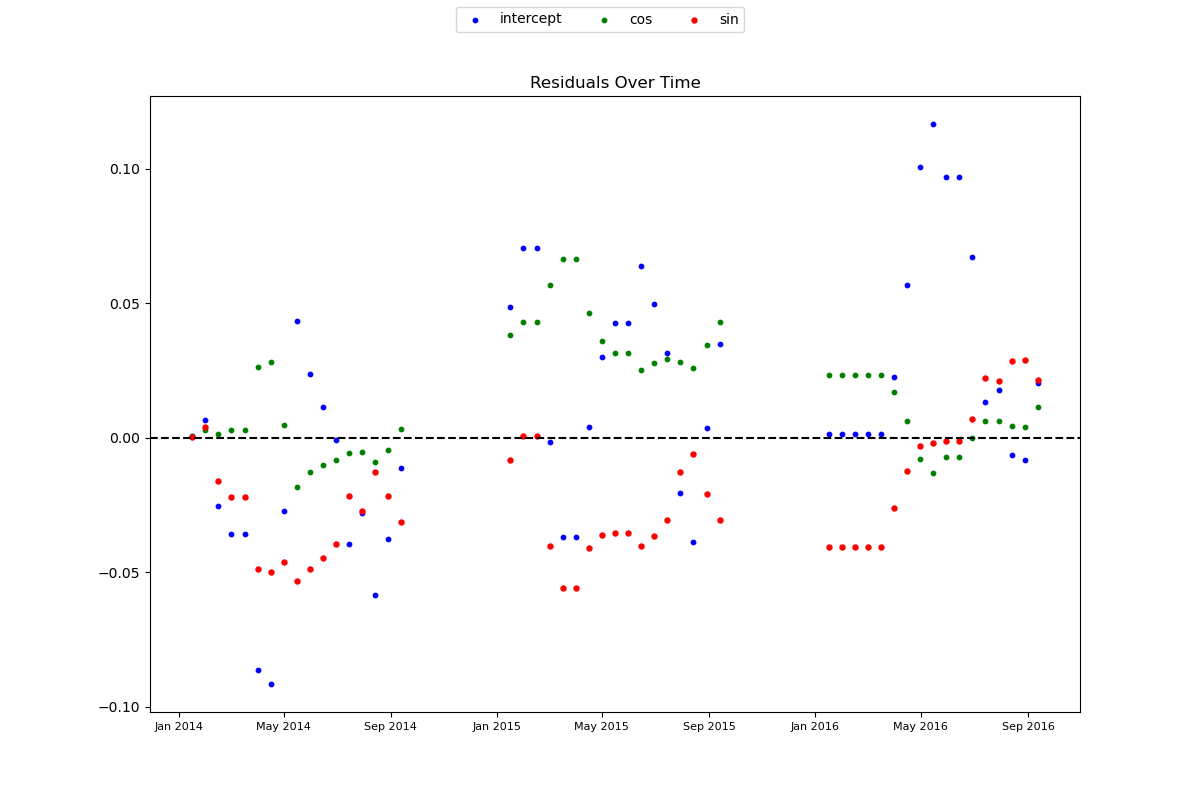 intercept cos sin
Residuals Over Time
0.10
0.05
0.00
−0.05
−0.10
Jan 2014 May 2014 Sep 2014 Jan 2015 May 2015 Sep 2015 Jan 2016 May 2016 Sep 2016